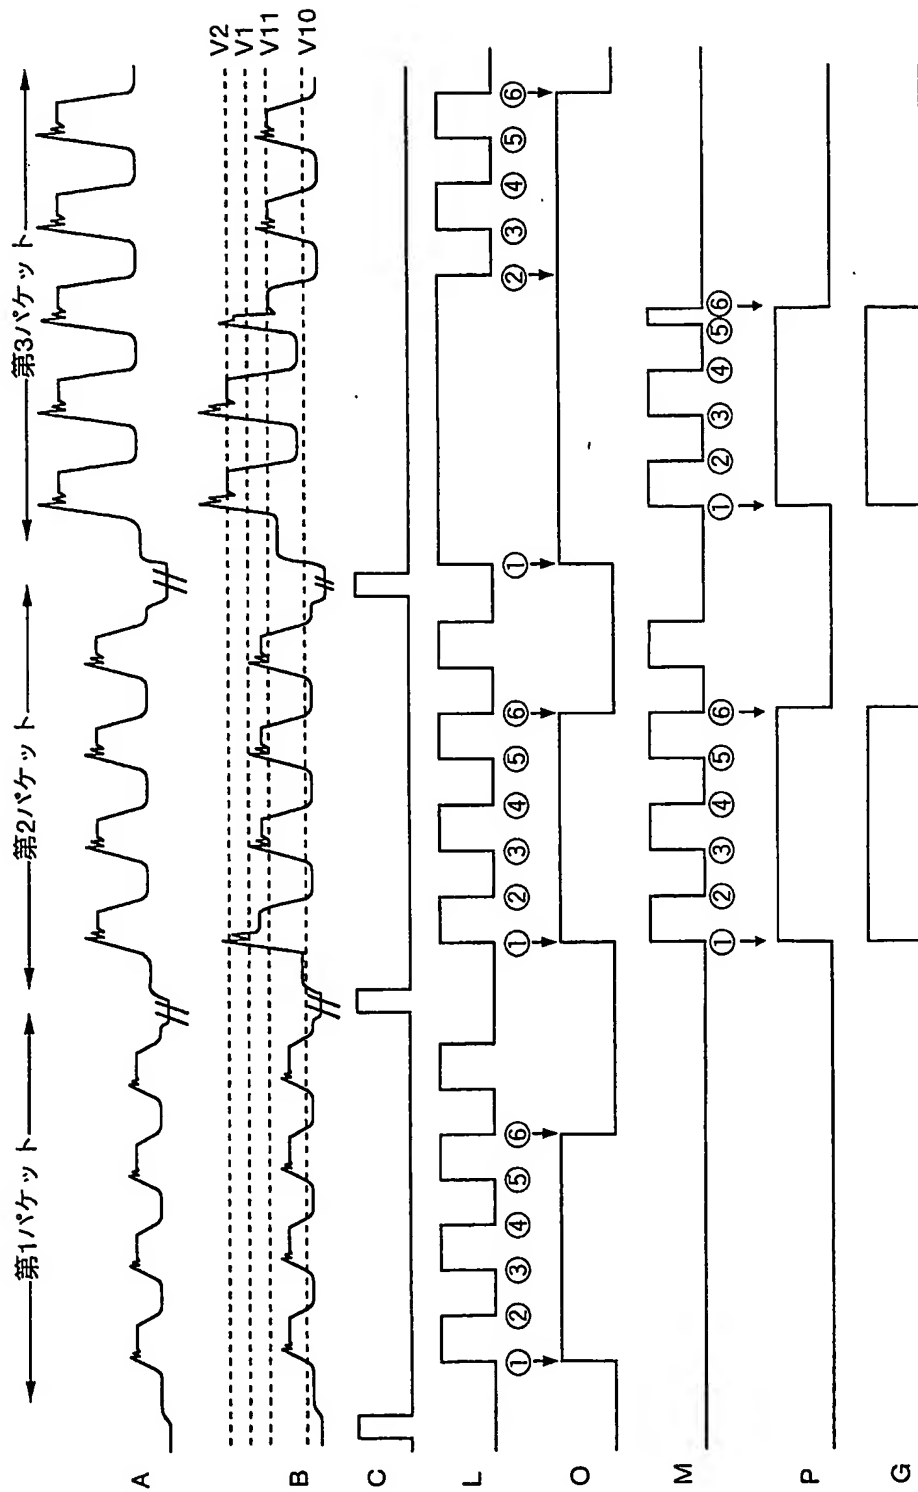 第1パケット
第2パケット
第3パケット
A
V2
V1
V11
V10
B
C
L
① ② ③ ④ ⑤ ⑥ ① ② ③ ④ ⑤ ⑥ ① ② ③ ④ ⑤ ⑥
O
M
① ② ③ ④ ⑤ ⑥ ① ② ③ ④ ⑤ ⑥
P
G